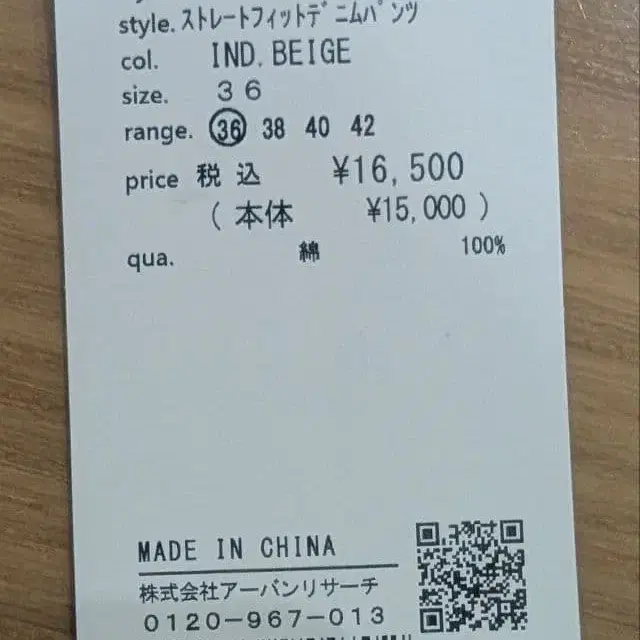 style. ストレートフィットデニムパンツ
col. IND. BEIGE
size. 36
range. 36 38 40 42
price 税込 ¥16,500
(本体 ¥15,000)
qua. 綿 100%
MADE IN CHINA
株式会社アーバンリサーチ
0120-967-013